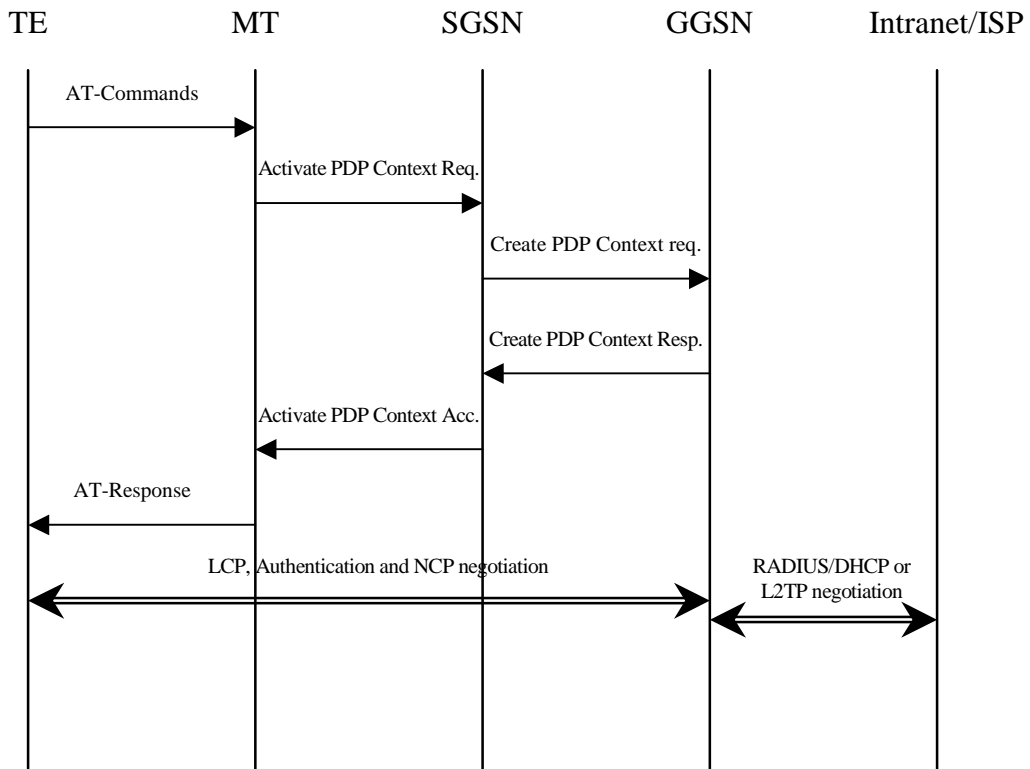 TE MT SGSN GGSN Intranet/ISP
AT-Commands
Activate PDP Context Req.
Create PDP Context req.
Create PDP Context Resp.
Activate PDP Context Acc.
AT-Response
LCP, Authentication and NCP negotiation
RADIUS/DHCP or
L2TP negotiation